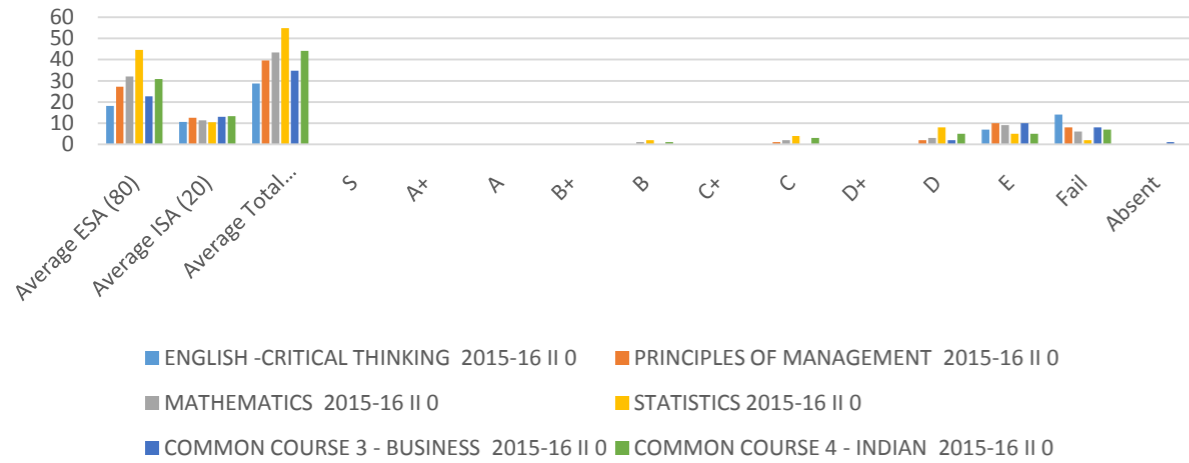 60
50
40
30
20
10
0
Average ESA (80)
Average ISA (20)
Average Total...
S
A+
A
B+
B
C+
C
D+
D
E
Fail
Absent
ENGLISH -CRITICAL THINKING 2015-16 II 0
PRINCIPLES OF MANAGEMENT 2015-16 II 0
MATHEMATICS 2015-16 II 0
STATISTICS 2015-16 II 0
COMMON COURSE 3 - BUSINESS 2015-16 II 0
COMMON COURSE 4 - INDIAN 2015-16 II 0